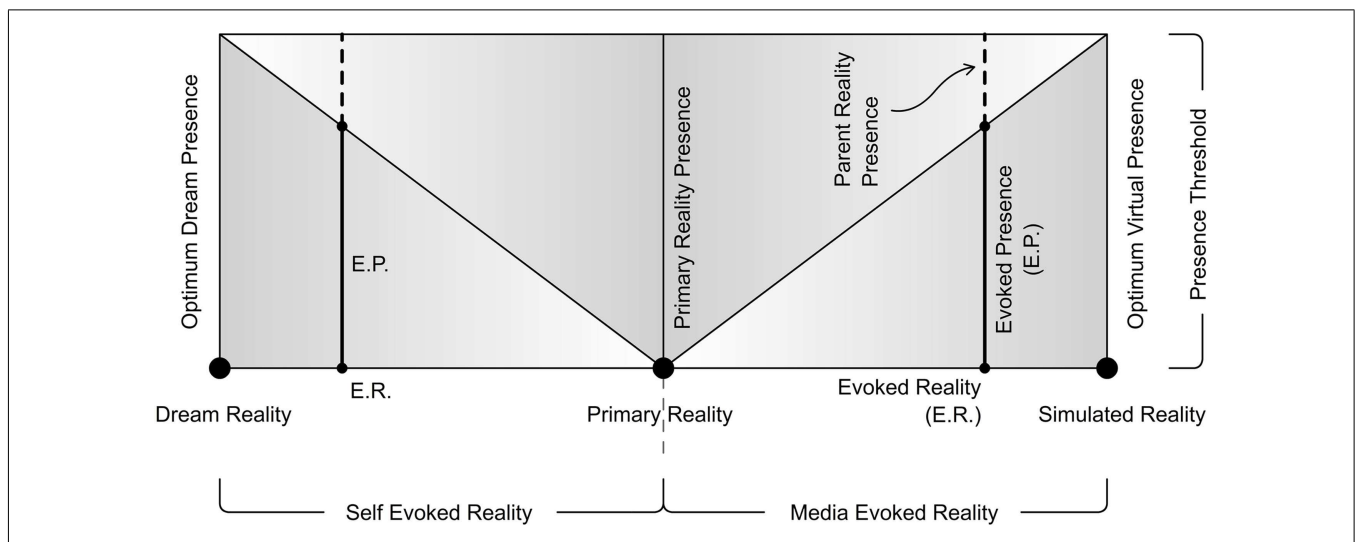 Optimum Dream Presence
E.P.
E.R.
Primary Reality Presence
Parent Reality
Presence
Evoked Presence
(E.P.)
Optimum Virtual Presence
Presence Threshold
Dream Reality
Primary Reality
Evoked Reality
(E.R.)
Simulated Reality
Self Evoked Reality
Media Evoked Reality